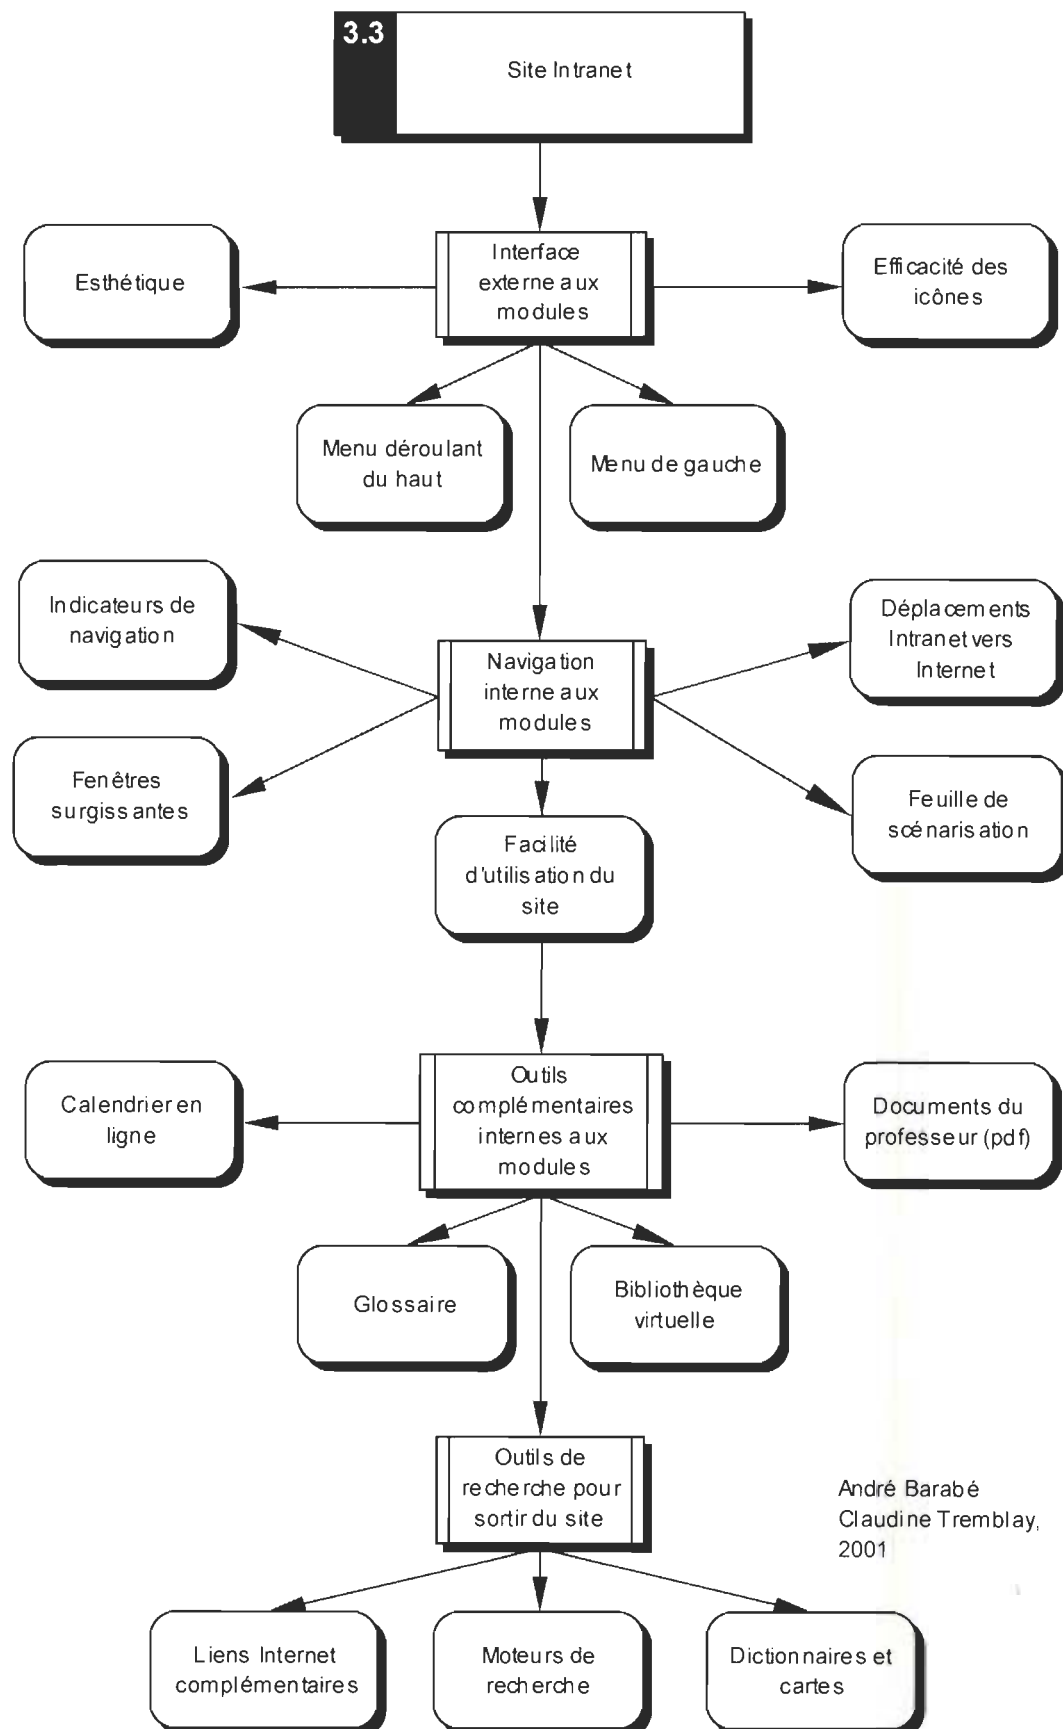 3.3
Site Intranet
Esthétique
Interface
externe aux
modules
Efficacité des
icônes
Menu déroulant
du haut
Menu de gauche
Indicateurs de
navigation
Navigation
interne aux
modules
Déplacements
Intranet vers
Internet
Fenêtres
surgissantes
Feuille de
scénarisation
Facilité
d'utilisation du
site
Calendrier en
ligne
Outils
complémentaires
internes aux
modules
Documents du
professeur (pdf)
Glossaire
Bibliothèque
virtuelle
Outils de
recherche pour
sortir du site
André Barabé
Claudine Tremblay,
2001
Liens Internet
complémentaires
Moteurs de
recherche
Dictionnaires et
cartes